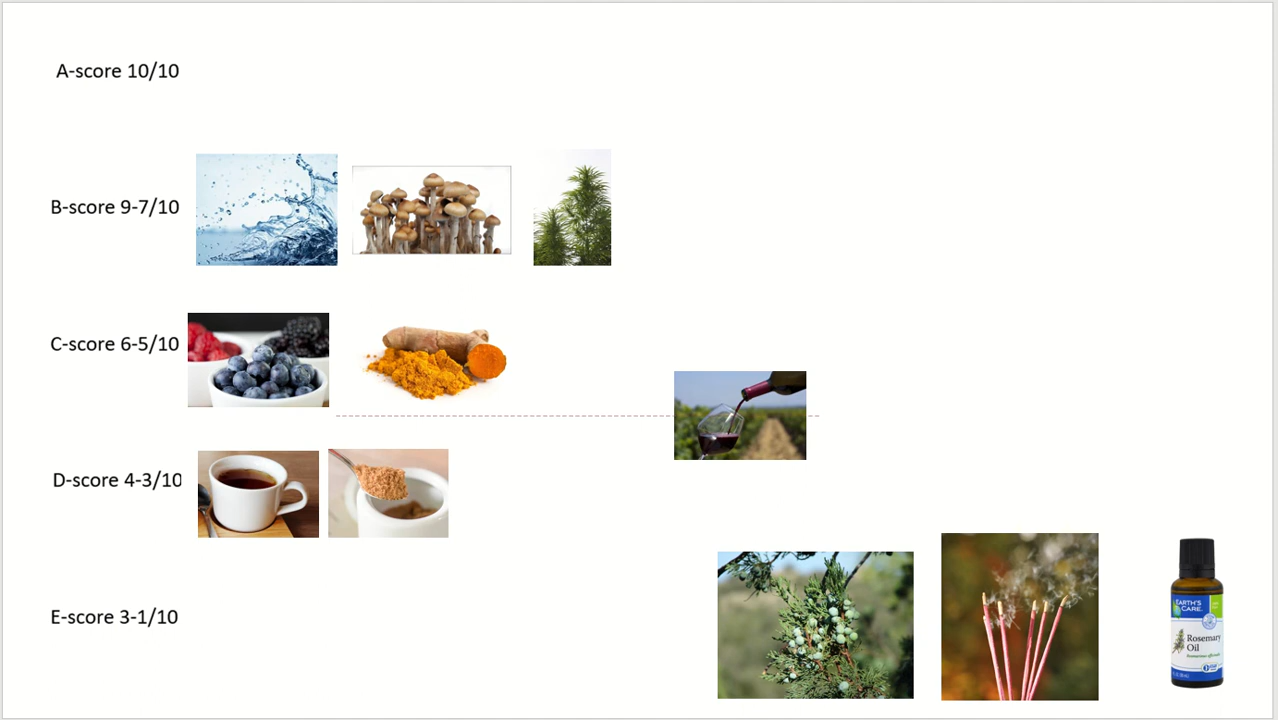 A-score 10/10
B-score 9-7/10
C-score 6-5/10
D-score 4-3/10
E-score 3-1/10
EARTH'S
CARE
Rosemary
Oil